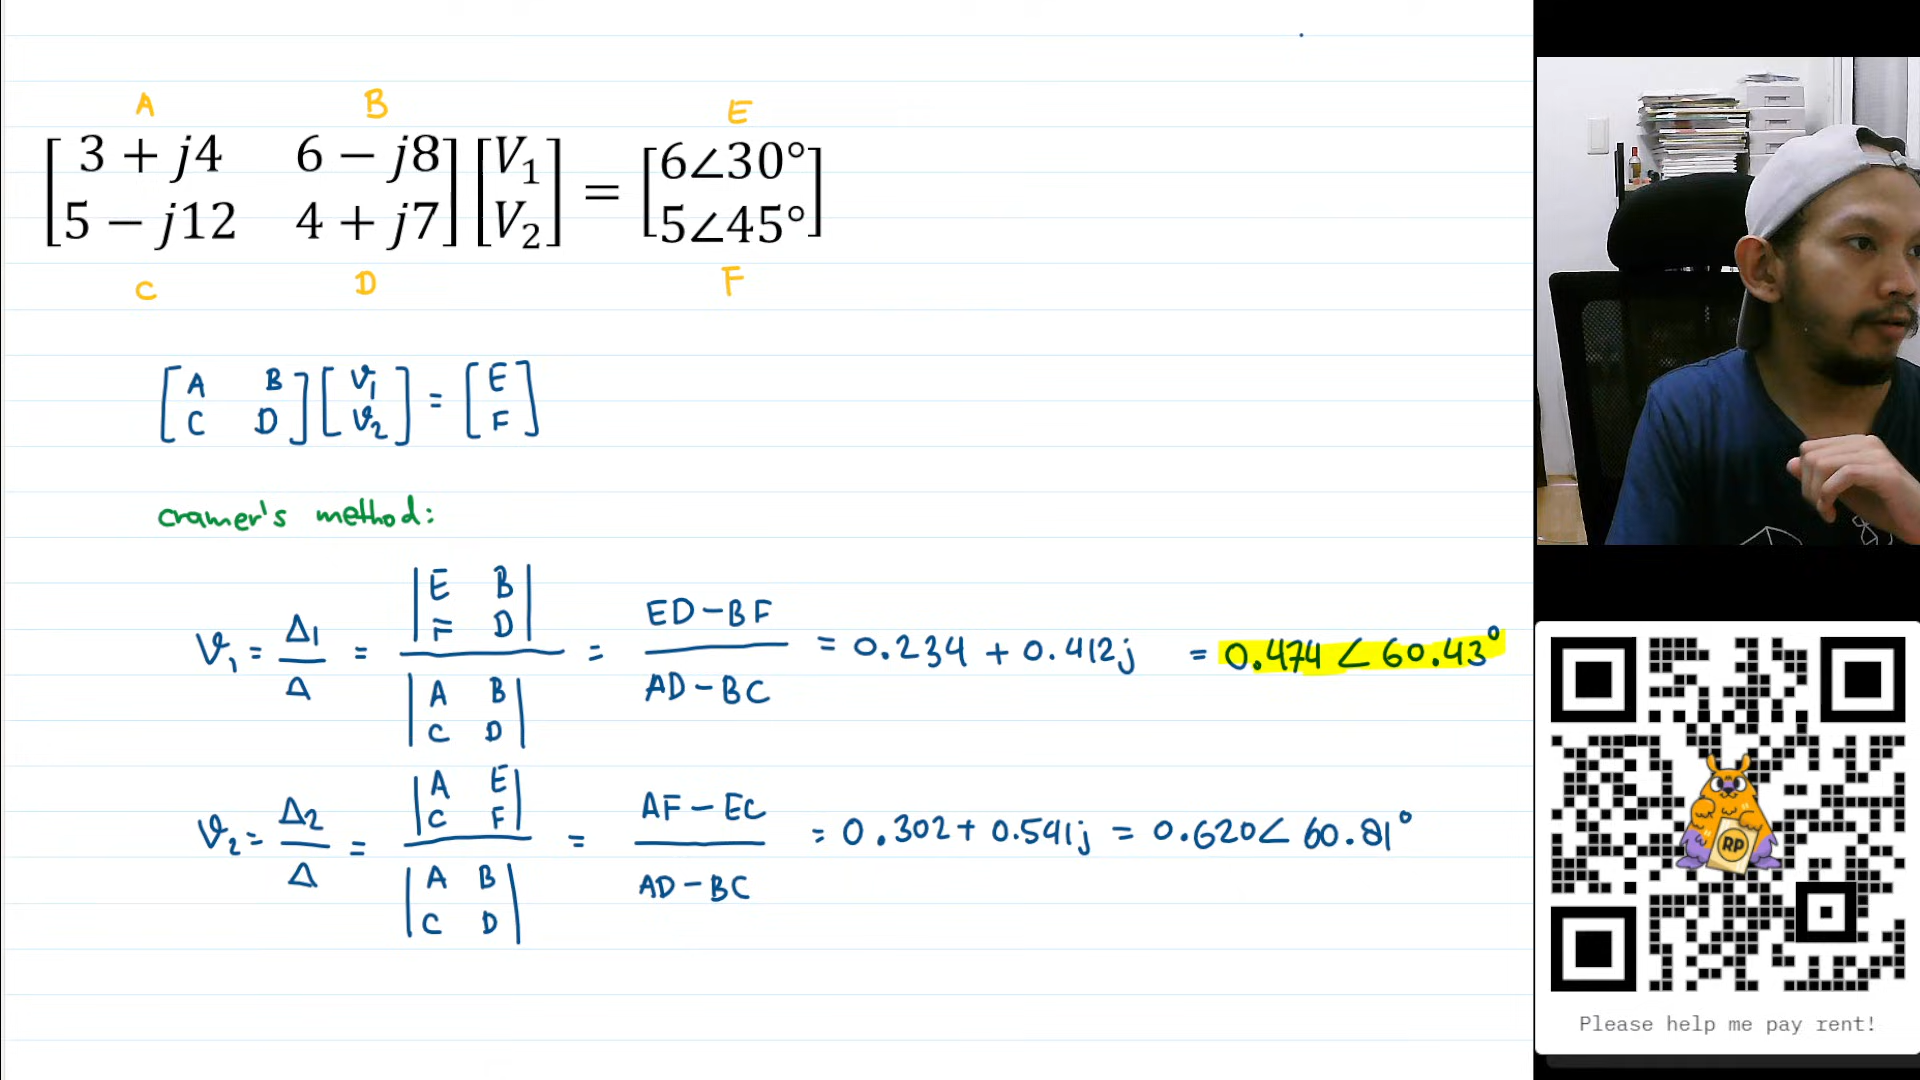 A B E
[3 + j4 6 − j8] [V₁] = [6∠30°]
[5 − j12 4 + j7] [V₂] [5∠45°]
C D F
[A B] [V₁] = [E]
[C D] [V₂] [F]
cramer's method:
|E B|
|F D|
V₁ = Δ₁/Δ = = ED−BF / AD−BC = 0.234 + 0.412j = 0.474 ∠ 60.43°
|A B|
|C D|
|A E|
|C F|
V₂ = Δ₂/Δ = = AF−EC / AD−BC = 0.302 + 0.541j = 0.620 ∠ 60.81°
|A B|
|C D|
RP
Please help me pay rent!